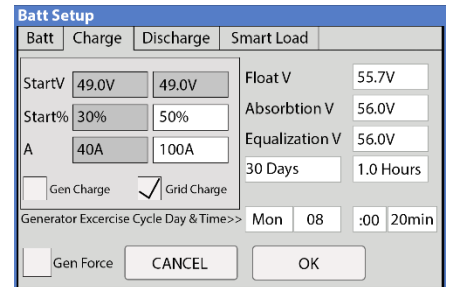 Batt Setup
Batt Charge Discharge Smart Load
StartV 49.0V 49.0V
Start% 30% 50%
A 40A 100A
Gen Charge Grid Charge
Float V 55.7V
Absorbtion V 56.0V
Equalization V 56.0V
30 Days 1.0 Hours
Generator Excercise Cycle Day & Time>> Mon 08 :00 20min
Gen Force CANCEL OK